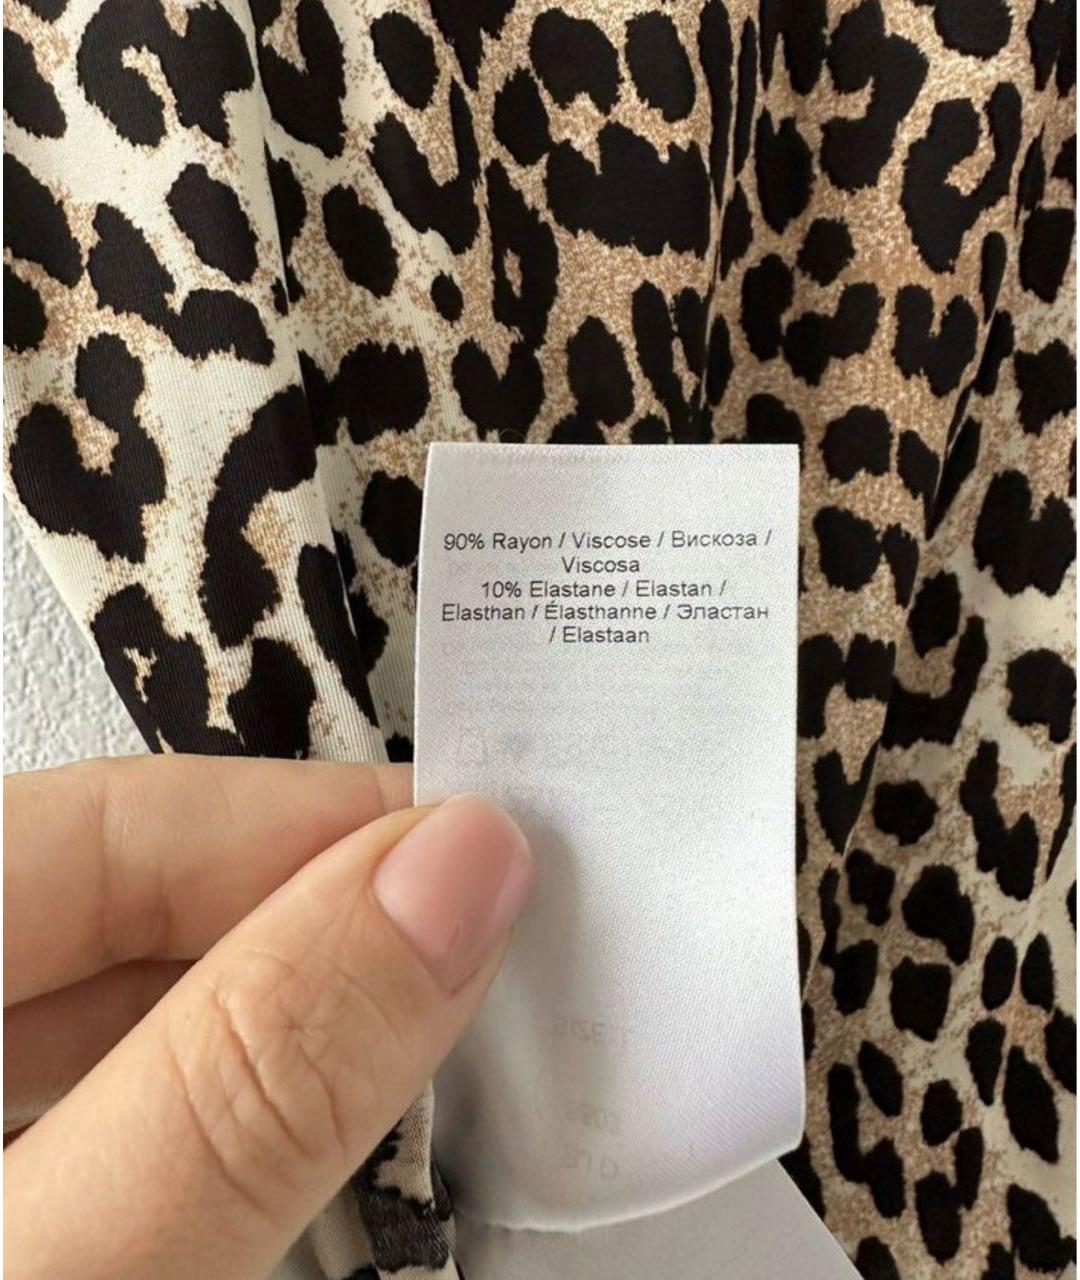 90% Rayon / Viscose / Вискоза /
Viscosa
10% Elastane / Elastan /
Elasthan / Élasthanne / Эластан
/ Elastaan